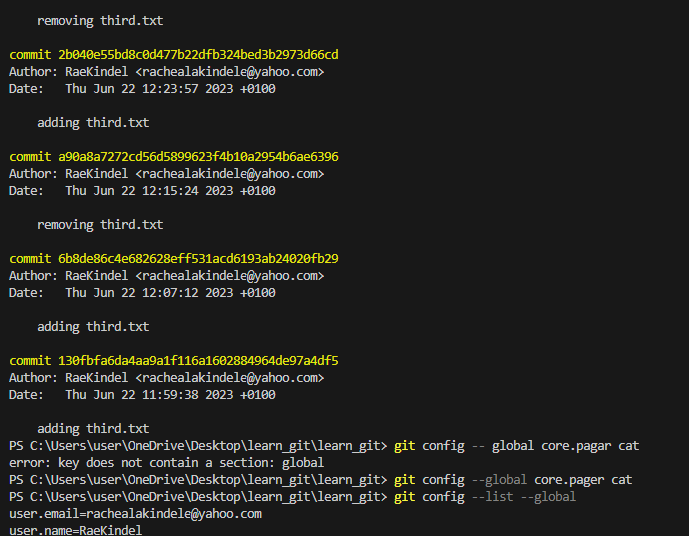 removing third.txt
commit 2b040e55bd8c0d477b22dfb324bed3b2973d66cd
Author: RaeKindel <rachealakindele@yahoo.com>
Date:   Thu Jun 22 12:23:57 2023 +0100
adding third.txt
commit a90a8a7272cd56d5899623f4b10a2954b6ae6396
Author: RaeKindel <rachealakindele@yahoo.com>
Date:   Thu Jun 22 12:15:24 2023 +0100
removing third.txt
commit 6b8de86c4e682628eff531acd6193ab24020fb29
Author: RaeKindel <rachealakindele@yahoo.com>
Date:   Thu Jun 22 12:07:12 2023 +0100
adding third.txt
commit 130fbfa6da4aa9a1f116a1602884964de97a4df5
Author: RaeKindel <rachealakindele@yahoo.com>
Date:   Thu Jun 22 11:59:38 2023 +0100
adding third.txt
PS C:\Users\user\OneDrive\Desktop\learn_git\learn_git> git config -- global core.pagar cat
error: key does not contain a section: global
PS C:\Users\user\OneDrive\Desktop\learn_git\learn_git> git config --global core.pager cat
PS C:\Users\user\OneDrive\Desktop\learn_git\learn_git> git config --list --global
user.email=rachealakindele@yahoo.com
user.name=RaeKindel